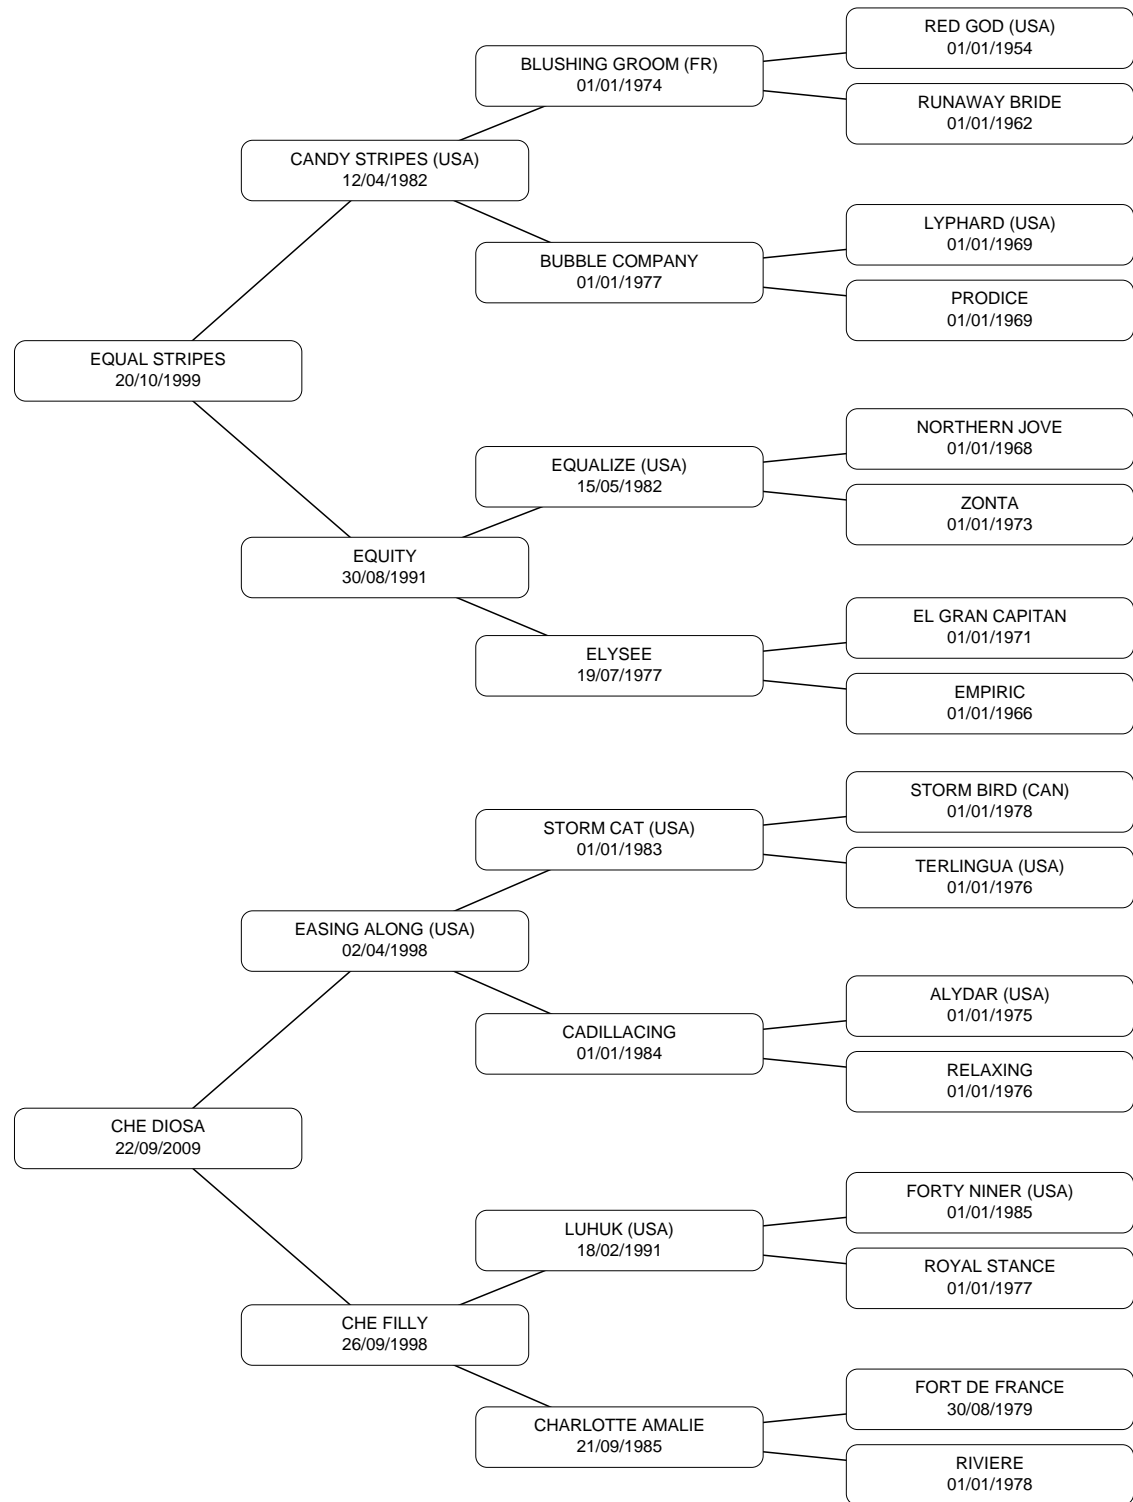 RED GOD (USA)
01/01/1954
BLUSHING GROOM (FR)
01/01/1974
RUNAWAY BRIDE
01/01/1962
CANDY STRIPES (USA)
12/04/1982
LYPHARD (USA)
01/01/1969
BUBBLE COMPANY
01/01/1977
PRODICE
01/01/1969
EQUAL STRIPES
20/10/1999
NORTHERN JOVE
01/01/1968
EQUALIZE (USA)
15/05/1982
ZONTA
01/01/1973
EQUITY
30/08/1991
EL GRAN CAPITAN
01/01/1971
ELYSEE
19/07/1977
EMPIRIC
01/01/1966
STORM BIRD (CAN)
01/01/1978
STORM CAT (USA)
01/01/1983
TERLINGUA (USA)
01/01/1976
EASING ALONG (USA)
02/04/1998
ALYDAR (USA)
01/01/1975
CADILLACING
01/01/1984
RELAXING
01/01/1976
CHE DIOSA
22/09/2009
FORTY NINER (USA)
01/01/1985
LUHUK (USA)
18/02/1991
ROYAL STANCE
01/01/1977
CHE FILLY
26/09/1998
FORT DE FRANCE
30/08/1979
CHARLOTTE AMALIE
21/09/1985
RIVIERE
01/01/1978